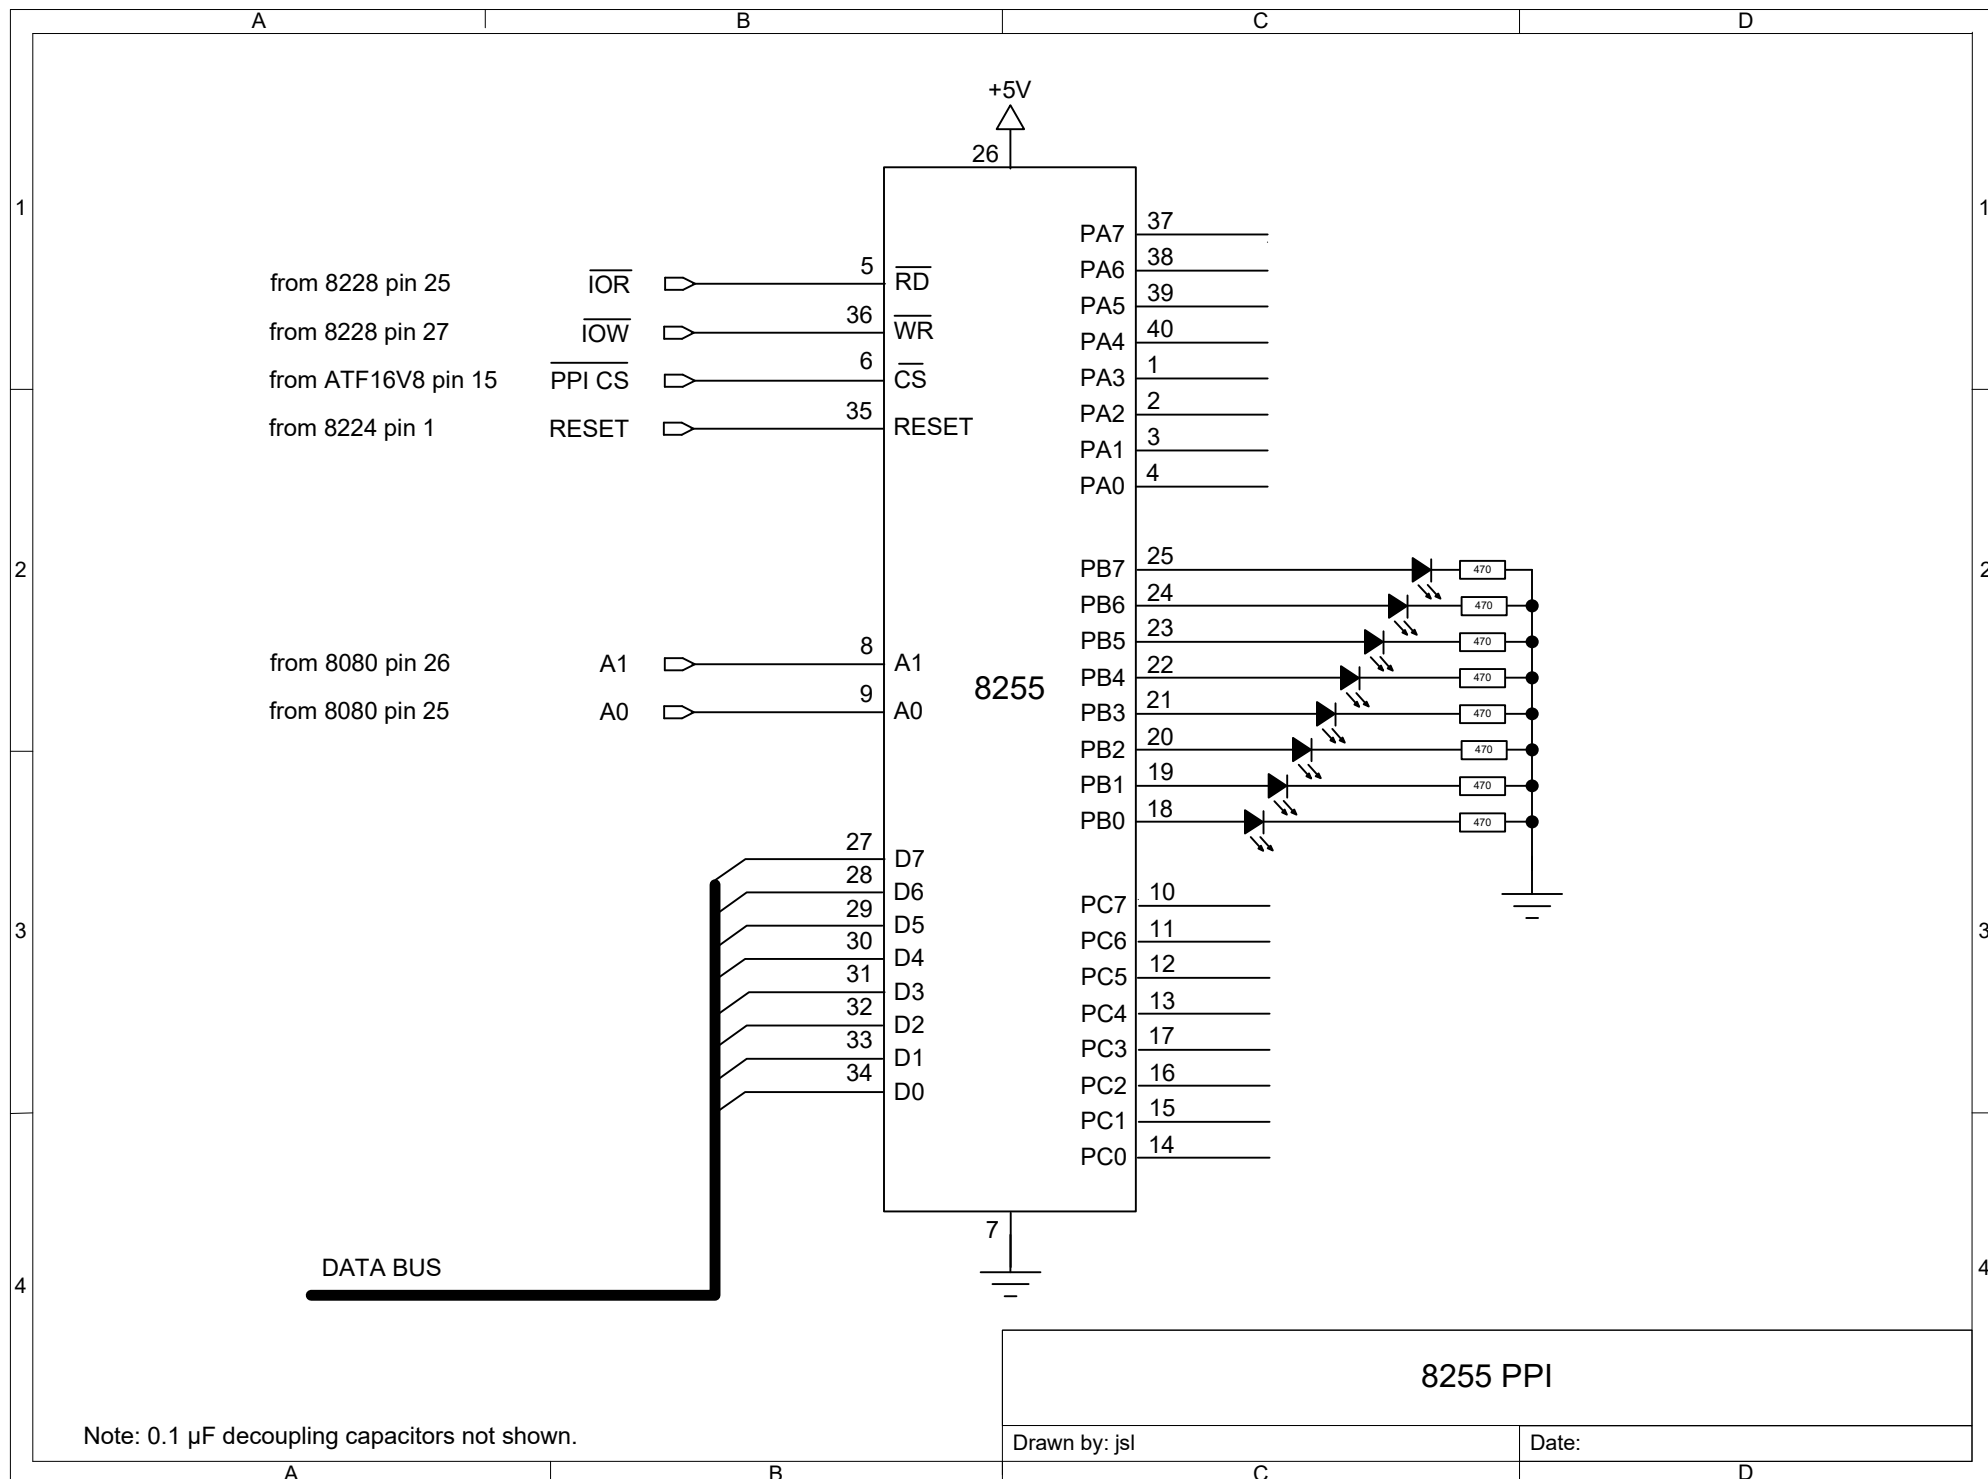 A B C D
+5V
26
1 1
PA7 37
PA6 38
PA5 39
PA4 40
PA3 1
PA2 2
PA1 3
PA0 4
from 8228 pin 25 IOR 5 RD
from 8228 pin 27 IOW 36 WR
from ATF16V8 pin 15 PPI CS 6 CS
from 8224 pin 1 RESET 35 RESET
2 2
PB7 25 470
PB6 24 470
PB5 23 470
PB4 22 470
PB3 21 470
PB2 20 470
PB1 19 470
PB0 18 470
from 8080 pin 26 A1 8 A1
from 8080 pin 25 A0 9 A0
8255
27 D7
28 D6
29 D5
30 D4
31 D3
32 D2
33 D1
34 D0
3 3
PC7 10
PC6 11
PC5 12
PC4 13
PC3 17
PC2 16
PC1 15
PC0 14
7
DATA BUS
4 4
8255 PPI
Note: 0.1 µF decoupling capacitors not shown.
Drawn by: jsl
Date:
A B C D